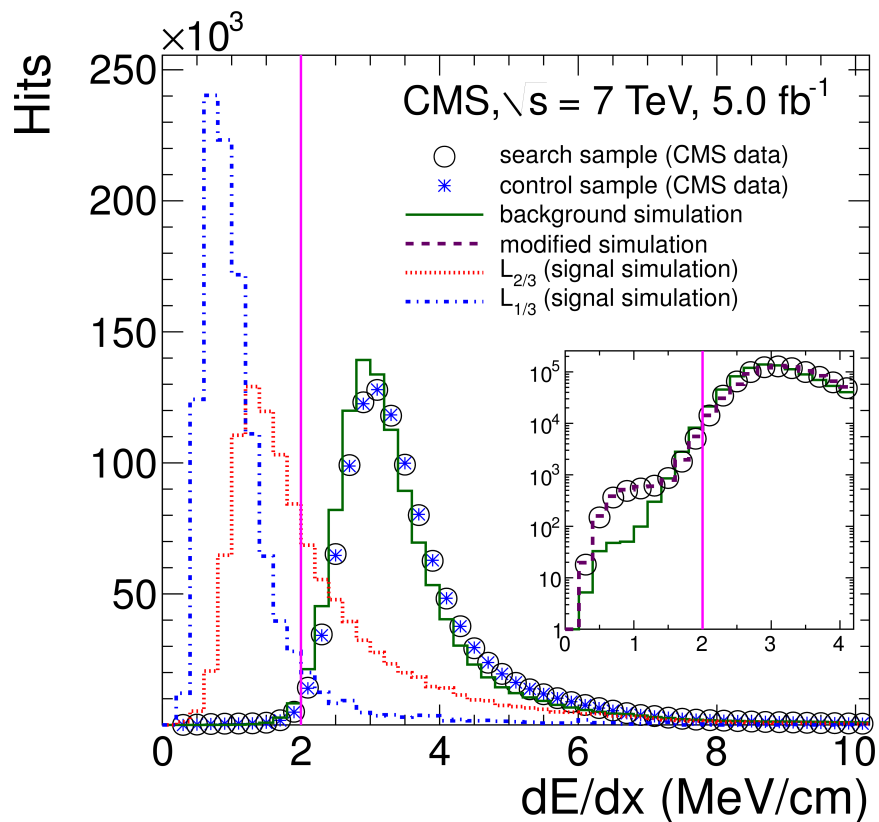 ×10³
Hits
250
200
150
100
50
0 2 4 6 8 10
dE/dx (MeV/cm)
CMS, √s = 7 TeV, 5.0 fb⁻¹
search sample (CMS data)
control sample (CMS data)
background simulation
modified simulation
L₂/₃ (signal simulation)
L₁/₃ (signal simulation)
10⁵
10⁴
10³
10²
10
1
0 1 2 3 4